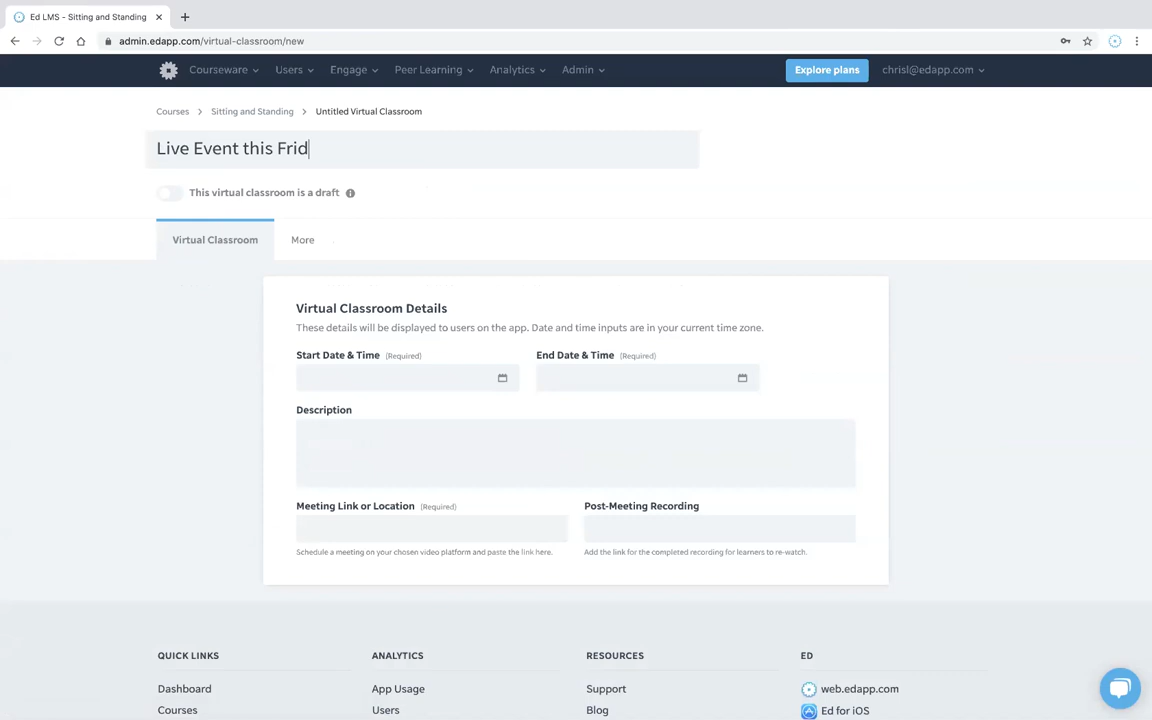 Ed LMS - Sitting and Standing
admin.edapp.com/virtual-classroom/new
Courseware Users Engage Peer Learning Analytics Admin Explore plans chrisl@edapp.com
Courses Sitting and Standing Untitled Virtual Classroom
Live Event this Frid
This virtual classroom is a draft
Virtual Classroom More
Virtual Classroom Details
These details will be displayed to users on the app. Date and time inputs are in your current time zone.
Start Date & Time (Required) End Date & Time (Required)
Description
Meeting Link or Location (Required) Post-Meeting Recording
Schedule a meeting on your chosen video platform and paste the link here. Add the link for the completed recording for learners to re-watch.
QUICK LINKS ANALYTICS RESOURCES ED
Dashboard App Usage Support web.edapp.com
Courses Users Blog Ed for iOS